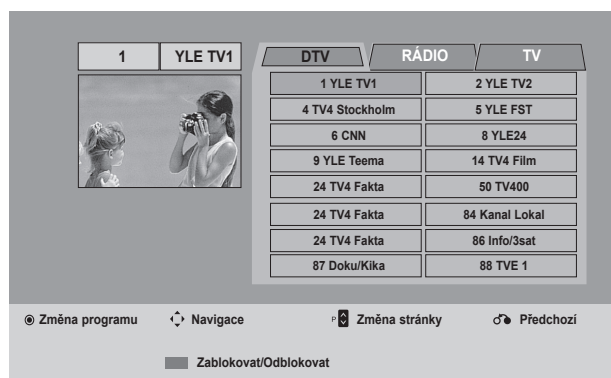 1 YLE TV1
DTV RÁDIO TV
1 YLE TV1 2 YLE TV2
4 TV4 Stockholm 5 YLE FST
6 CNN 8 YLE24
9 YLE Teema 14 TV4 Film
24 TV4 Fakta 50 TV400
24 TV4 Fakta 84 Kanal Lokal
24 TV4 Fakta 86 Info/3sat
87 Doku/Kika 88 TVE 1
Změna programu Navigace P Změna stránky Předchozí
Zablokovat/Odblokovat